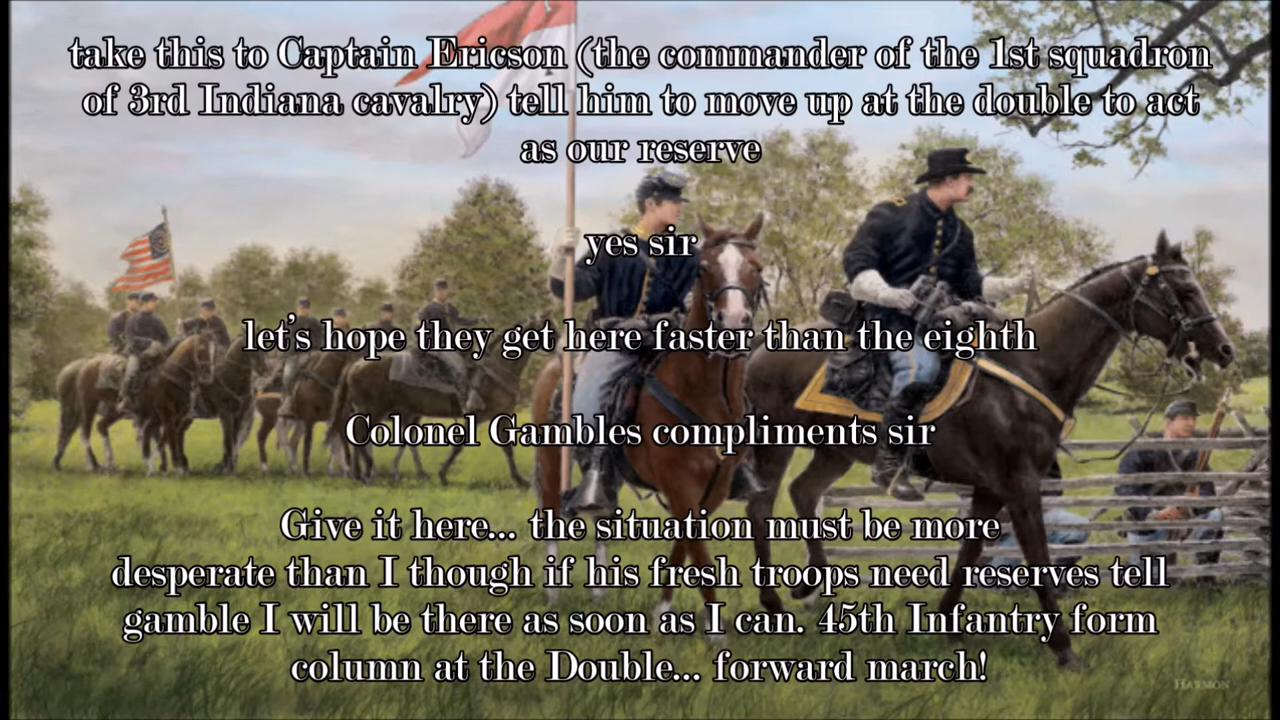 take this to Captain Ericson (the commander of the 1st squadron
of 3rd Indiana cavalry) tell him to move up at the double to act
as our reserve
yes sir
let's hope they get here faster than the eighth
Colonel Gambles compliments sir
Give it here... the situation must be more
desperate than I though if his fresh troops need reserves tell
gamble I will be there as soon as I can. 45th Infantry form
column at the Double... forward march!
HARMON